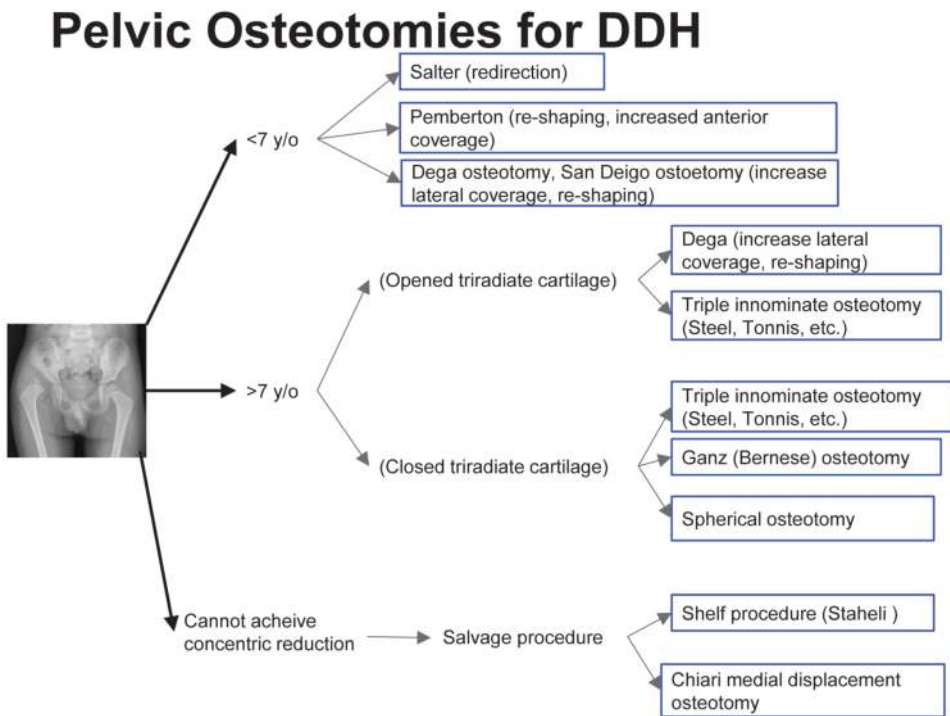 Pelvic Osteotomies for DDH
<7 y/o
Salter (redirection)
Pemberton (re-shaping, increased anterior
coverage)
Dega osteotomy, San Deigo ostoetomy (increase
lateral coverage, re-shaping)
>7 y/o
(Opened triradiate cartilage)
Dega (increase lateral
coverage, re-shaping)
Triple innominate osteotomy
(Steel, Tonnis, etc.)
(Closed triradiate cartilage)
Triple innominate osteotomy
(Steel, Tonnis, etc.)
Ganz (Bernese) osteotomy
Spherical osteotomy
Cannot acheive
concentric reduction
Salvage procedure
Shelf procedure (Staheli )
Chiari medial displacement
osteotomy